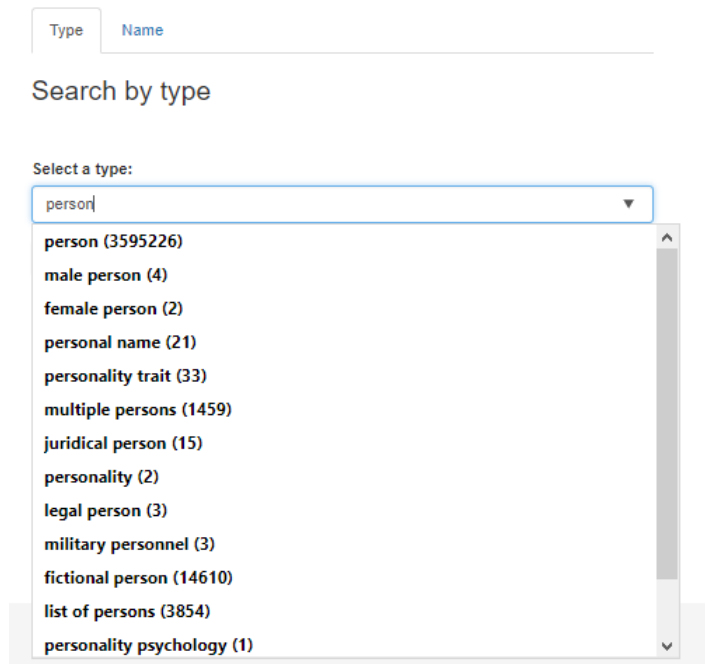 Type Name
Search by type
Select a type:
person
person (3595226)
male person (4)
female person (2)
personal name (21)
personality trait (33)
multiple persons (1459)
juridical person (15)
personality (2)
legal person (3)
military personnel (3)
fictional person (14610)
list of persons (3854)
personality psychology (1)